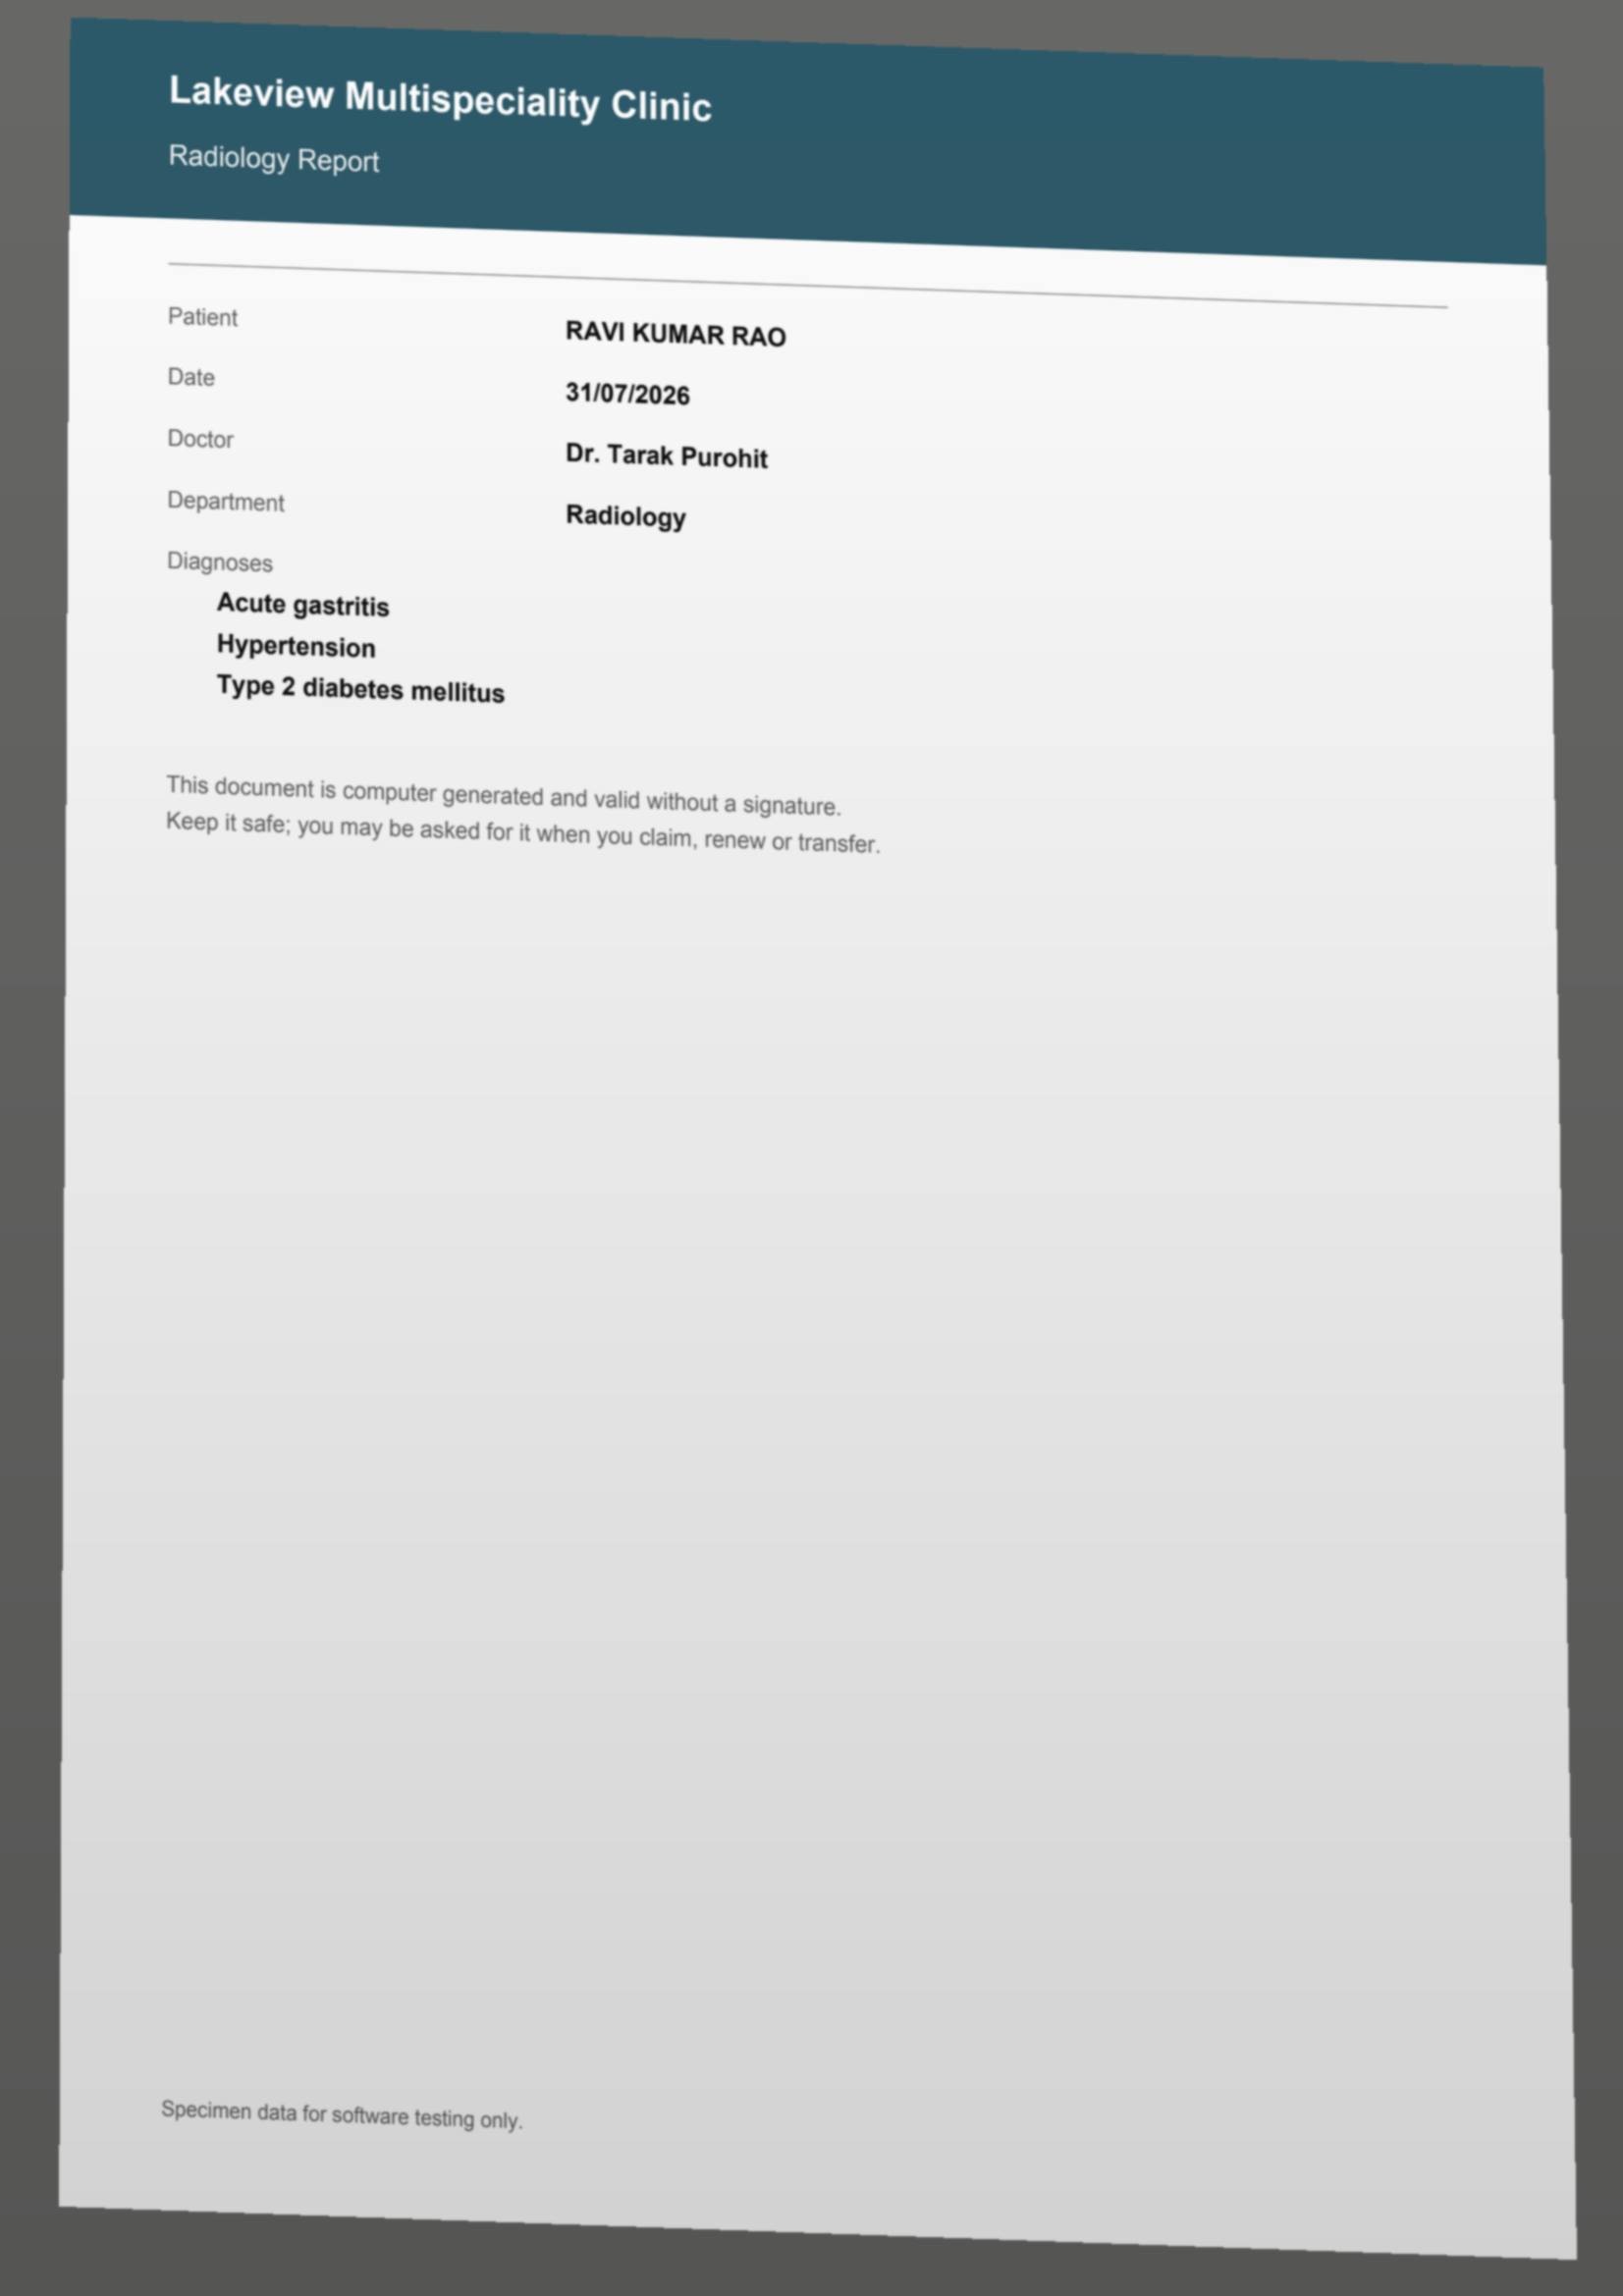 Lakeview Multispeciality Clinic
Radiology Report
Patient RAVI KUMAR RAO
Date 31/07/2026
Doctor Dr. Tarak Purohit
Department Radiology
Diagnoses
Acute gastritis
Hypertension
Type 2 diabetes mellitus
This document is computer generated and valid without a signature.
Keep it safe; you may be asked for it when you claim, renew or transfer.
Specimen data for software testing only.